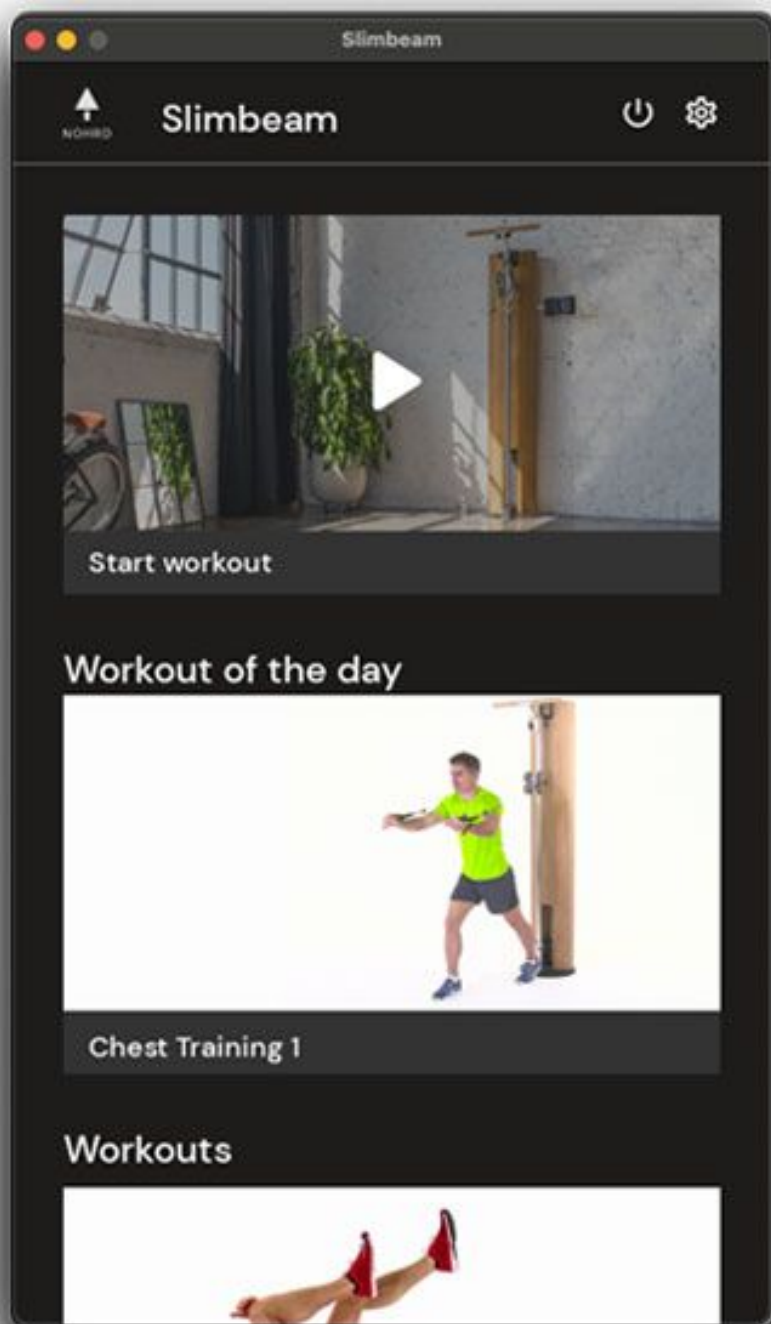 Slimbeam
NOHRD
Slimbeam
Start workout
Workout of the day
Chest Training 1
Workouts